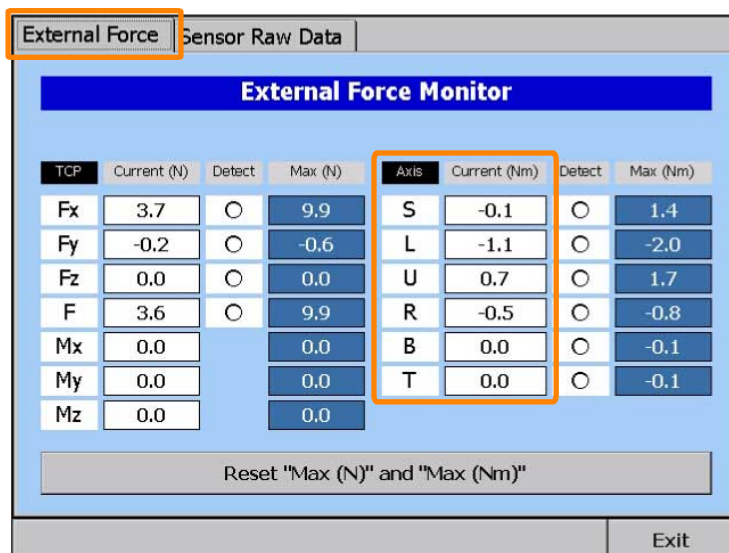 External Force Sensor Raw Data
External Force Monitor
TCP Current (N) Detect Max (N) Axis Current (Nm) Detect Max (Nm)
Fx 3.7 9.9 S -0.1 1.4
Fy -0.2 -0.6 L -1.1 -2.0
Fz 0.0 0.0 U 0.7 1.7
F 3.6 9.9 R -0.5 -0.8
Mx 0.0 0.0 B 0.0 -0.1
My 0.0 0.0 T 0.0 -0.1
Mz 0.0 0.0
Reset "Max (N)" and "Max (Nm)"
Exit